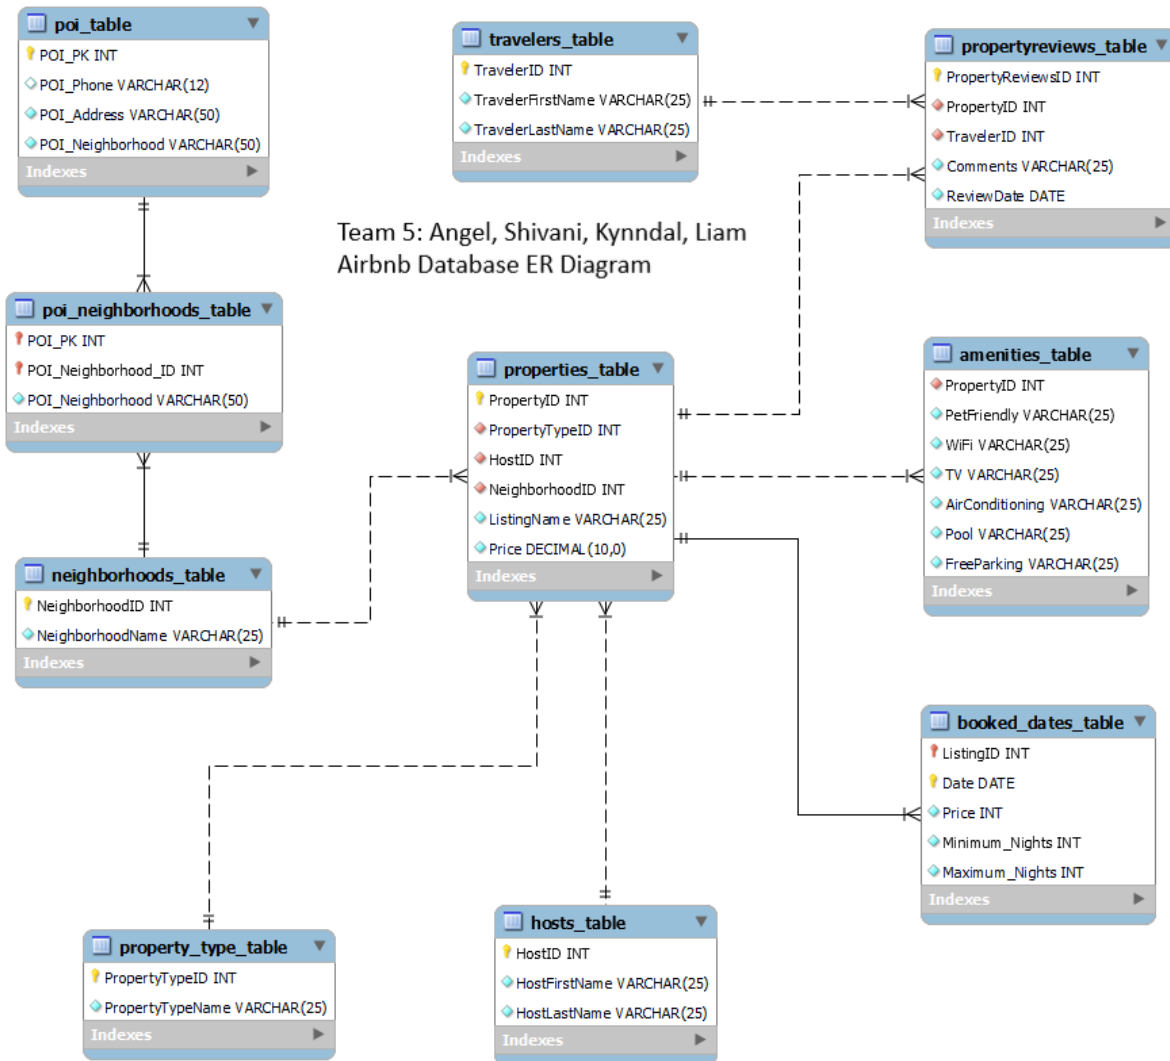 poi_table
POI_PK INT
POI_Phone VARCHAR(12)
POI_Address VARCHAR(50)
POI_Neighborhood VARCHAR(50)
Indexes
travelers_table
TravelerID INT
TravelerFirstName VARCHAR(25)
TravelerLastName VARCHAR(25)
Indexes
propertyreviews_table
PropertyReviewsID INT
PropertyID INT
TravelerID INT
Comments VARCHAR(25)
ReviewDate DATE
Indexes
Team 5: Angel, Shivani, Kynndal, Liam
Airbnb Database ER Diagram
poi_neighborhoods_table
POI_PK INT
POI_Neighborhood_ID INT
POI_Neighborhood VARCHAR(50)
Indexes
properties_table
PropertyID INT
PropertyTypeID INT
HostID INT
NeighborhoodID INT
ListingName VARCHAR(25)
Price DECIMAL(10,0)
Indexes
amenities_table
PropertyID INT
PetFriendly VARCHAR(25)
WiFi VARCHAR(25)
TV VARCHAR(25)
AirConditioning VARCHAR(25)
Pool VARCHAR(25)
FreeParking VARCHAR(25)
Indexes
neighborhoods_table
NeighborhoodID INT
NeighborhoodName VARCHAR(25)
Indexes
booked_dates_table
ListingID INT
Date DATE
Price INT
Minimum_Nights INT
Maximum_Nights INT
Indexes
property_type_table
PropertyTypeID INT
PropertyTypeName VARCHAR(25)
Indexes
hosts_table
HostID INT
HostFirstName VARCHAR(25)
HostLastName VARCHAR(25)
Indexes